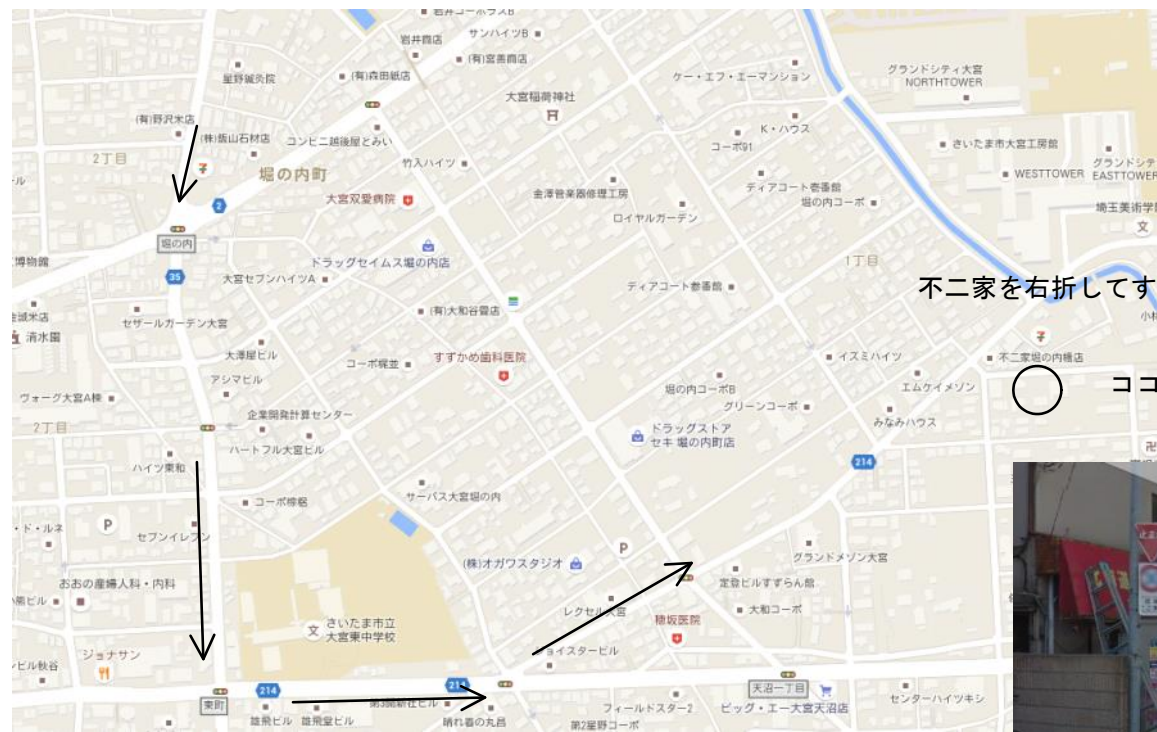 サンハイツB
岩井商店
(有)宮善商店
星野鍼灸院
(有)森田紙店
ケー・エフ・エーマンション
グランドシティ大宮
NORTHTOWER
大宮稲荷神社
(有)野沢米店
(株)飯山石材店
コンビニ越後屋とみい
K・ハウス
コーポ91
さいたま市大宮工房館
2丁目
竹入ハイツ
堀の内町
WESTTOWER
EASTTOWER
大宮双愛病院
金澤管楽器修理工房
ディアコート壱番館
堀の内コーポ
ロイヤルガーデン
2
埼玉美術学
堀の内
博物館
ドラッグセイムス堀の内店
1丁目
35
大宮セブンハイツA
ディアコート参番館
不二家を右折してす
(有)大和谷畳店
セザールガーデン大宮
清水園
大澤屋ビル
コーポ梶並
すずかめ歯科医院
イズミハイツ
不二家堀の内橋店
アシマビル
堀の内コーポB
エムケイメゾン
ココ
ヴォーグ大宮A棟
企業開発計算センター
グリーンコーポ
みなみハウス
2丁目
ハートフル大宮ビル
ドラッグストア
セキ 堀の内町店
ハイツ東和
214
サーパス大宮堀の内
コーポ棕櫚
P
セブンイレブン
P
(株)オガワスタジオ
グランドメゾン大宮
おおの産婦人科・内科
定登ビルすずらん館
レクセル大宮
大和コーポ
さいたま市立
大宮東中学校
穂坂医院
ジョナサン
ジョイスタービル
214
214
天沼一丁目
東町
センターハイツキシ
フィールドスター2
ビッグ・エー大宮天沼店
雄飛ビル
雄飛堂ビル
晴れ着の丸昌
第2星野コーポ